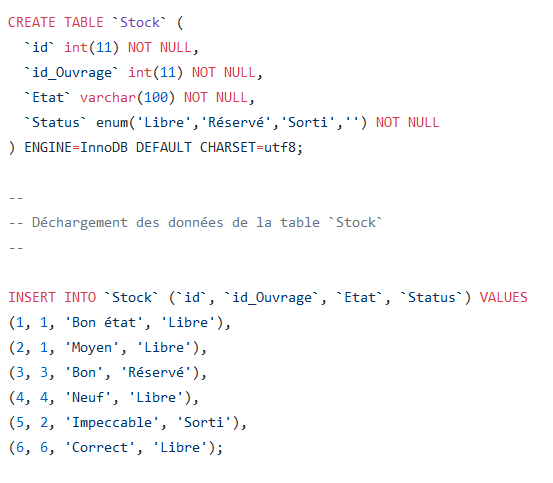 CREATE TABLE `Stock` (
  `id` int(11) NOT NULL,
  `id_Ouvrage` int(11) NOT NULL,
  `Etat` varchar(100) NOT NULL,
  `Status` enum('Libre','Réservé','Sorti','') NOT NULL
) ENGINE=InnoDB DEFAULT CHARSET=utf8;

--
-- Déchargement des données de la table `Stock`
--

INSERT INTO `Stock` (`id`, `id_Ouvrage`, `Etat`, `Status`) VALUES
(1, 1, 'Bon état', 'Libre'),
(2, 1, 'Moyen', 'Libre'),
(3, 3, 'Bon', 'Réservé'),
(4, 4, 'Neuf', 'Libre'),
(5, 2, 'Impeccable', 'Sorti'),
(6, 6, 'Correct', 'Libre');